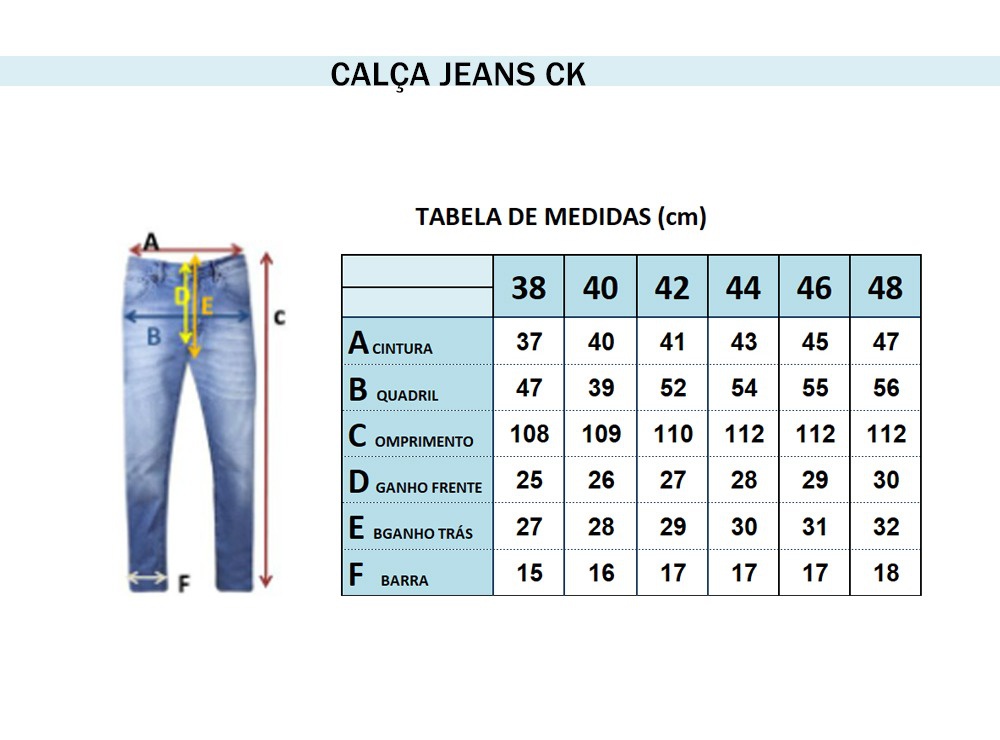 CALÇA JEANS CK
TABELA DE MEDIDAS (cm)
A
D
E
B
C
F
38 40 42 44 46 48
A CINTURA 37 40 41 43 45 47
B QUADRIL 47 39 52 54 55 56
C OMPRIMENTO 108 109 110 112 112 112
D GANHO FRENTE 25 26 27 28 29 30
E BGANHO TRÁS 27 28 29 30 31 32
F BARRA 15 16 17 17 17 18